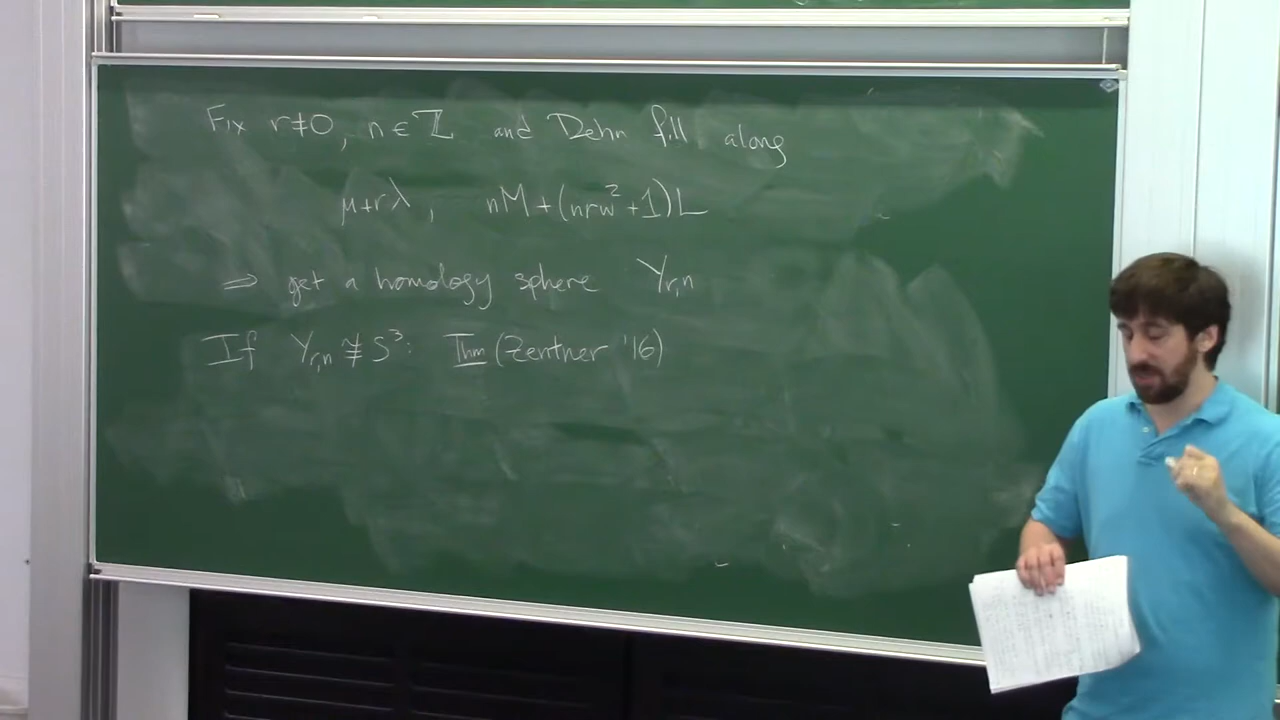 Fix r≠0, n∈ℤ and Dehn fill along
μ+rλ, nM+(nrw²+1)L
⇒ get a homology sphere Y_{r,n}
If Y_{r,n} ≇ S³: Thm (Zentner '16)